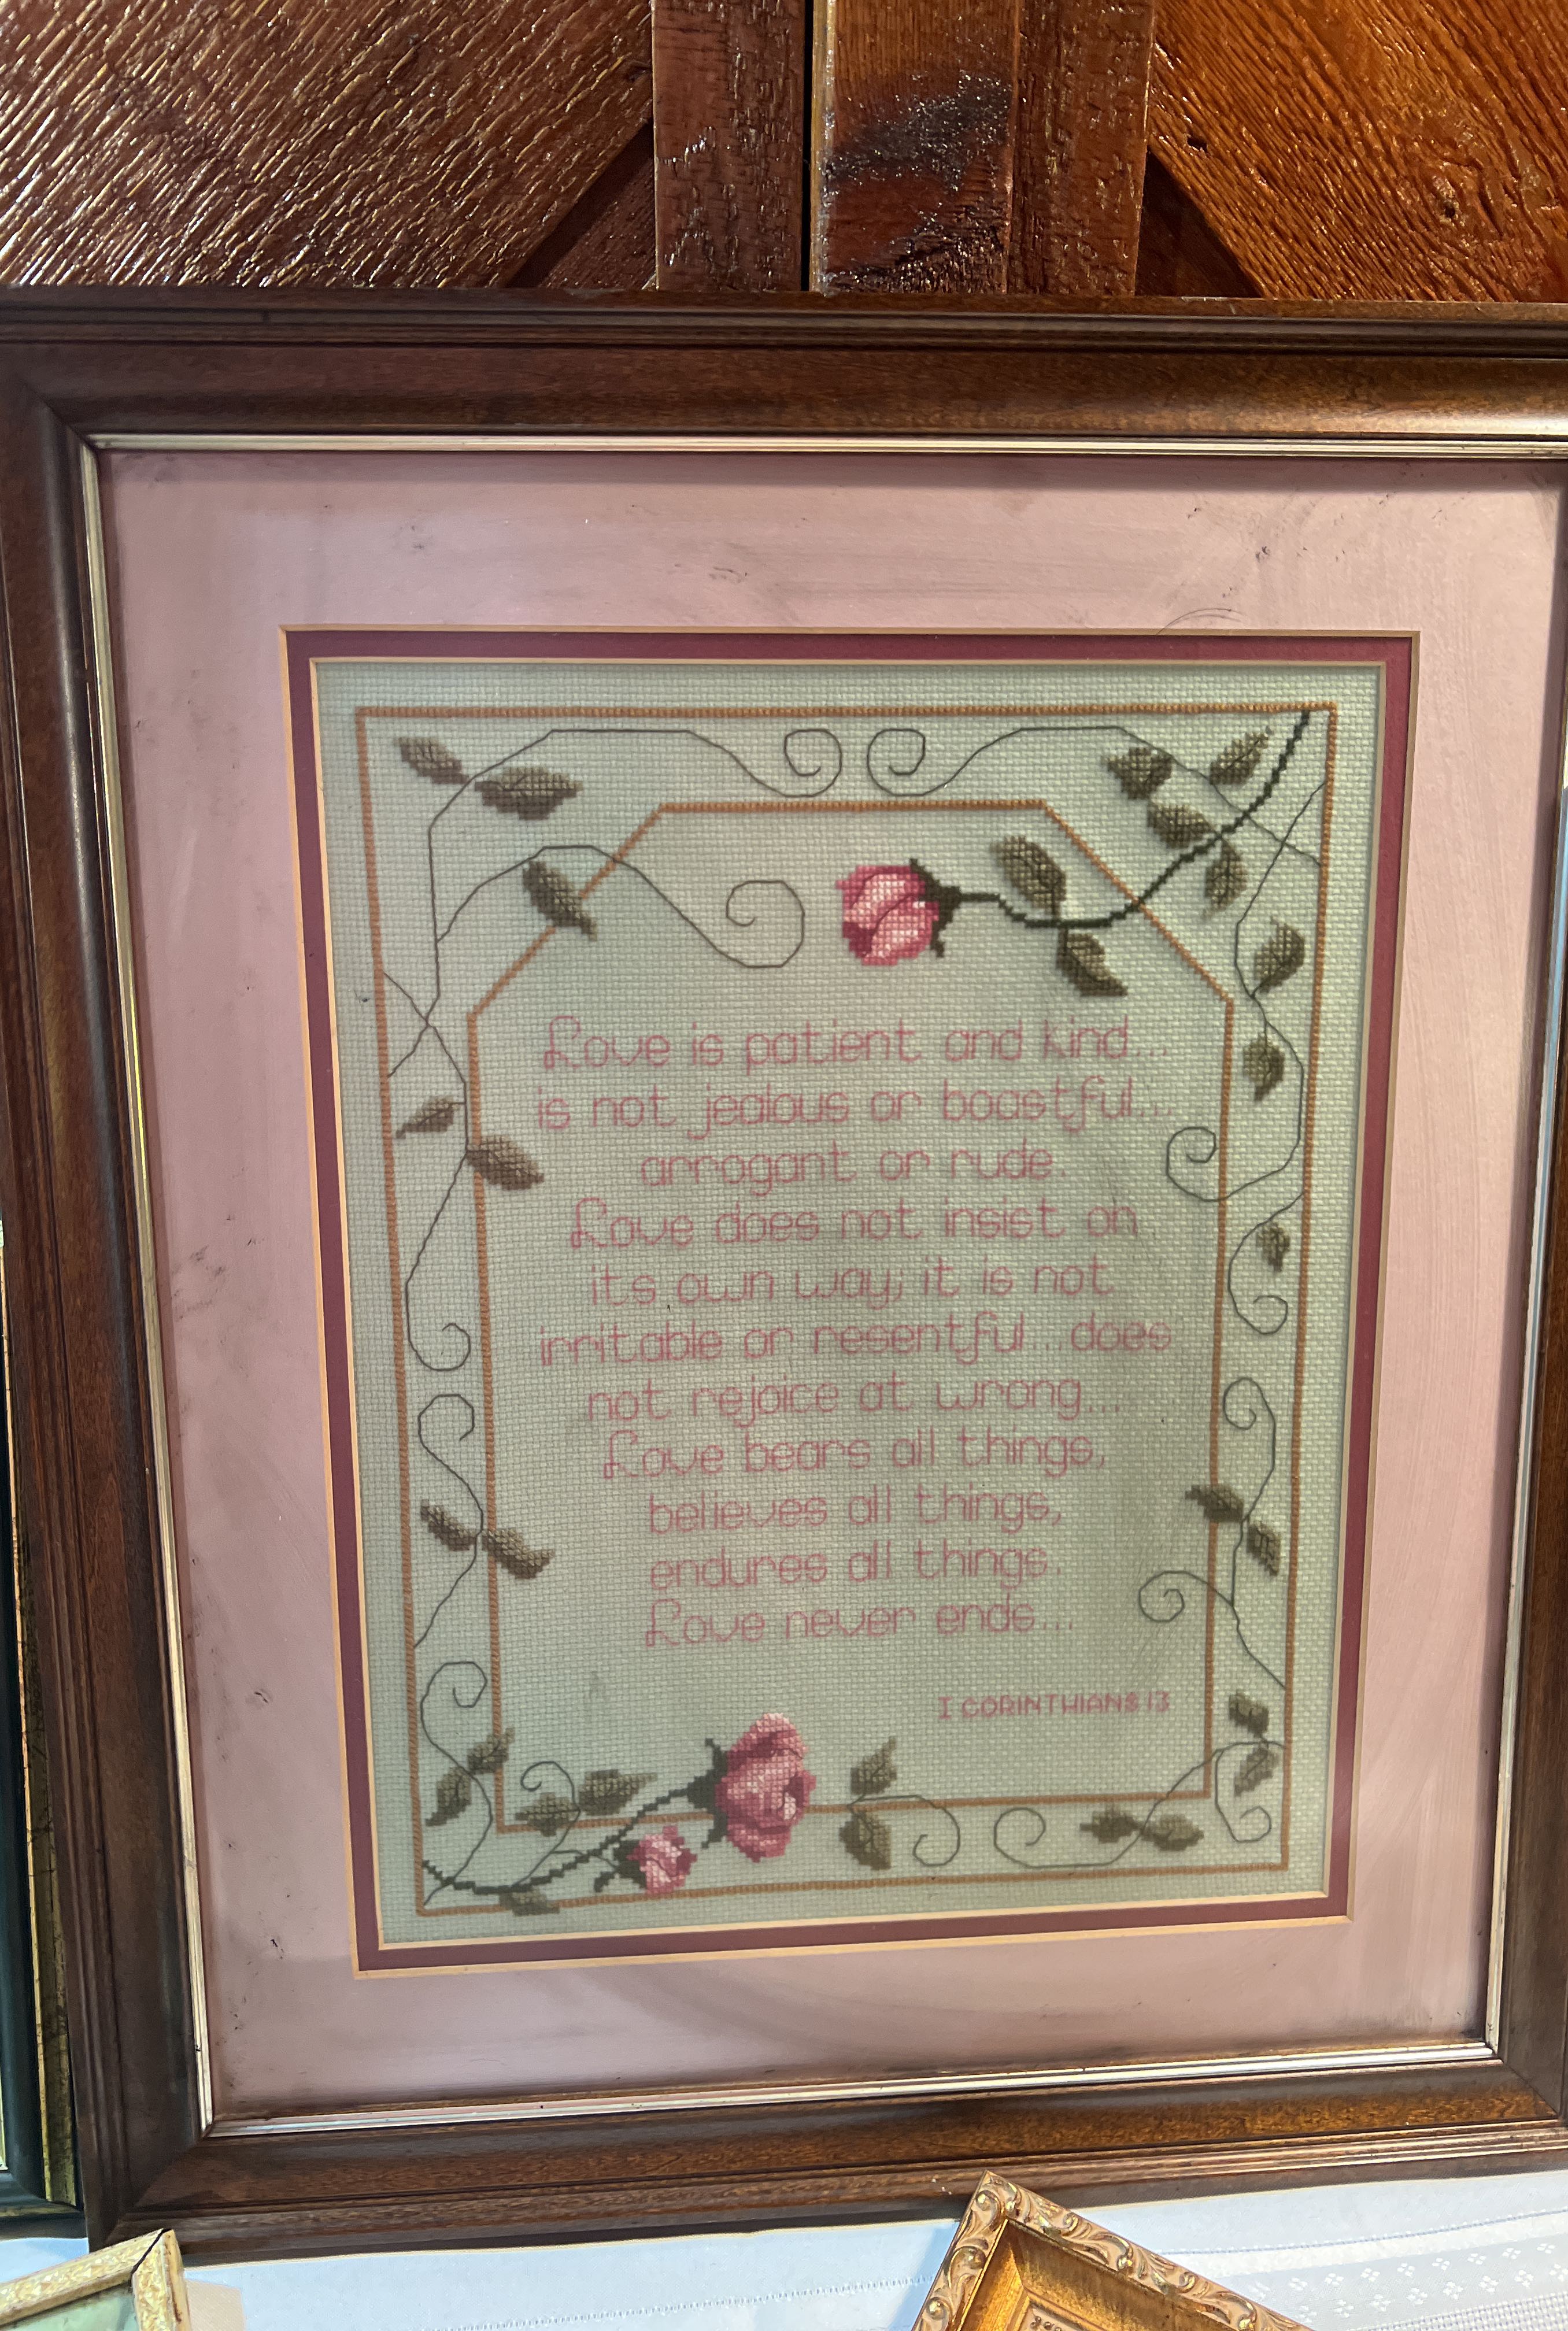 Love is patient and kind...
is not jealous or boastful...
arrogant or rude.
Love does not insist on
its own way; it is not
irritable or resentful...does
not rejoice at wrong...
Love bears all things,
believes all things,
endures all things.
Love never ends...
I CORINTHIANS 13